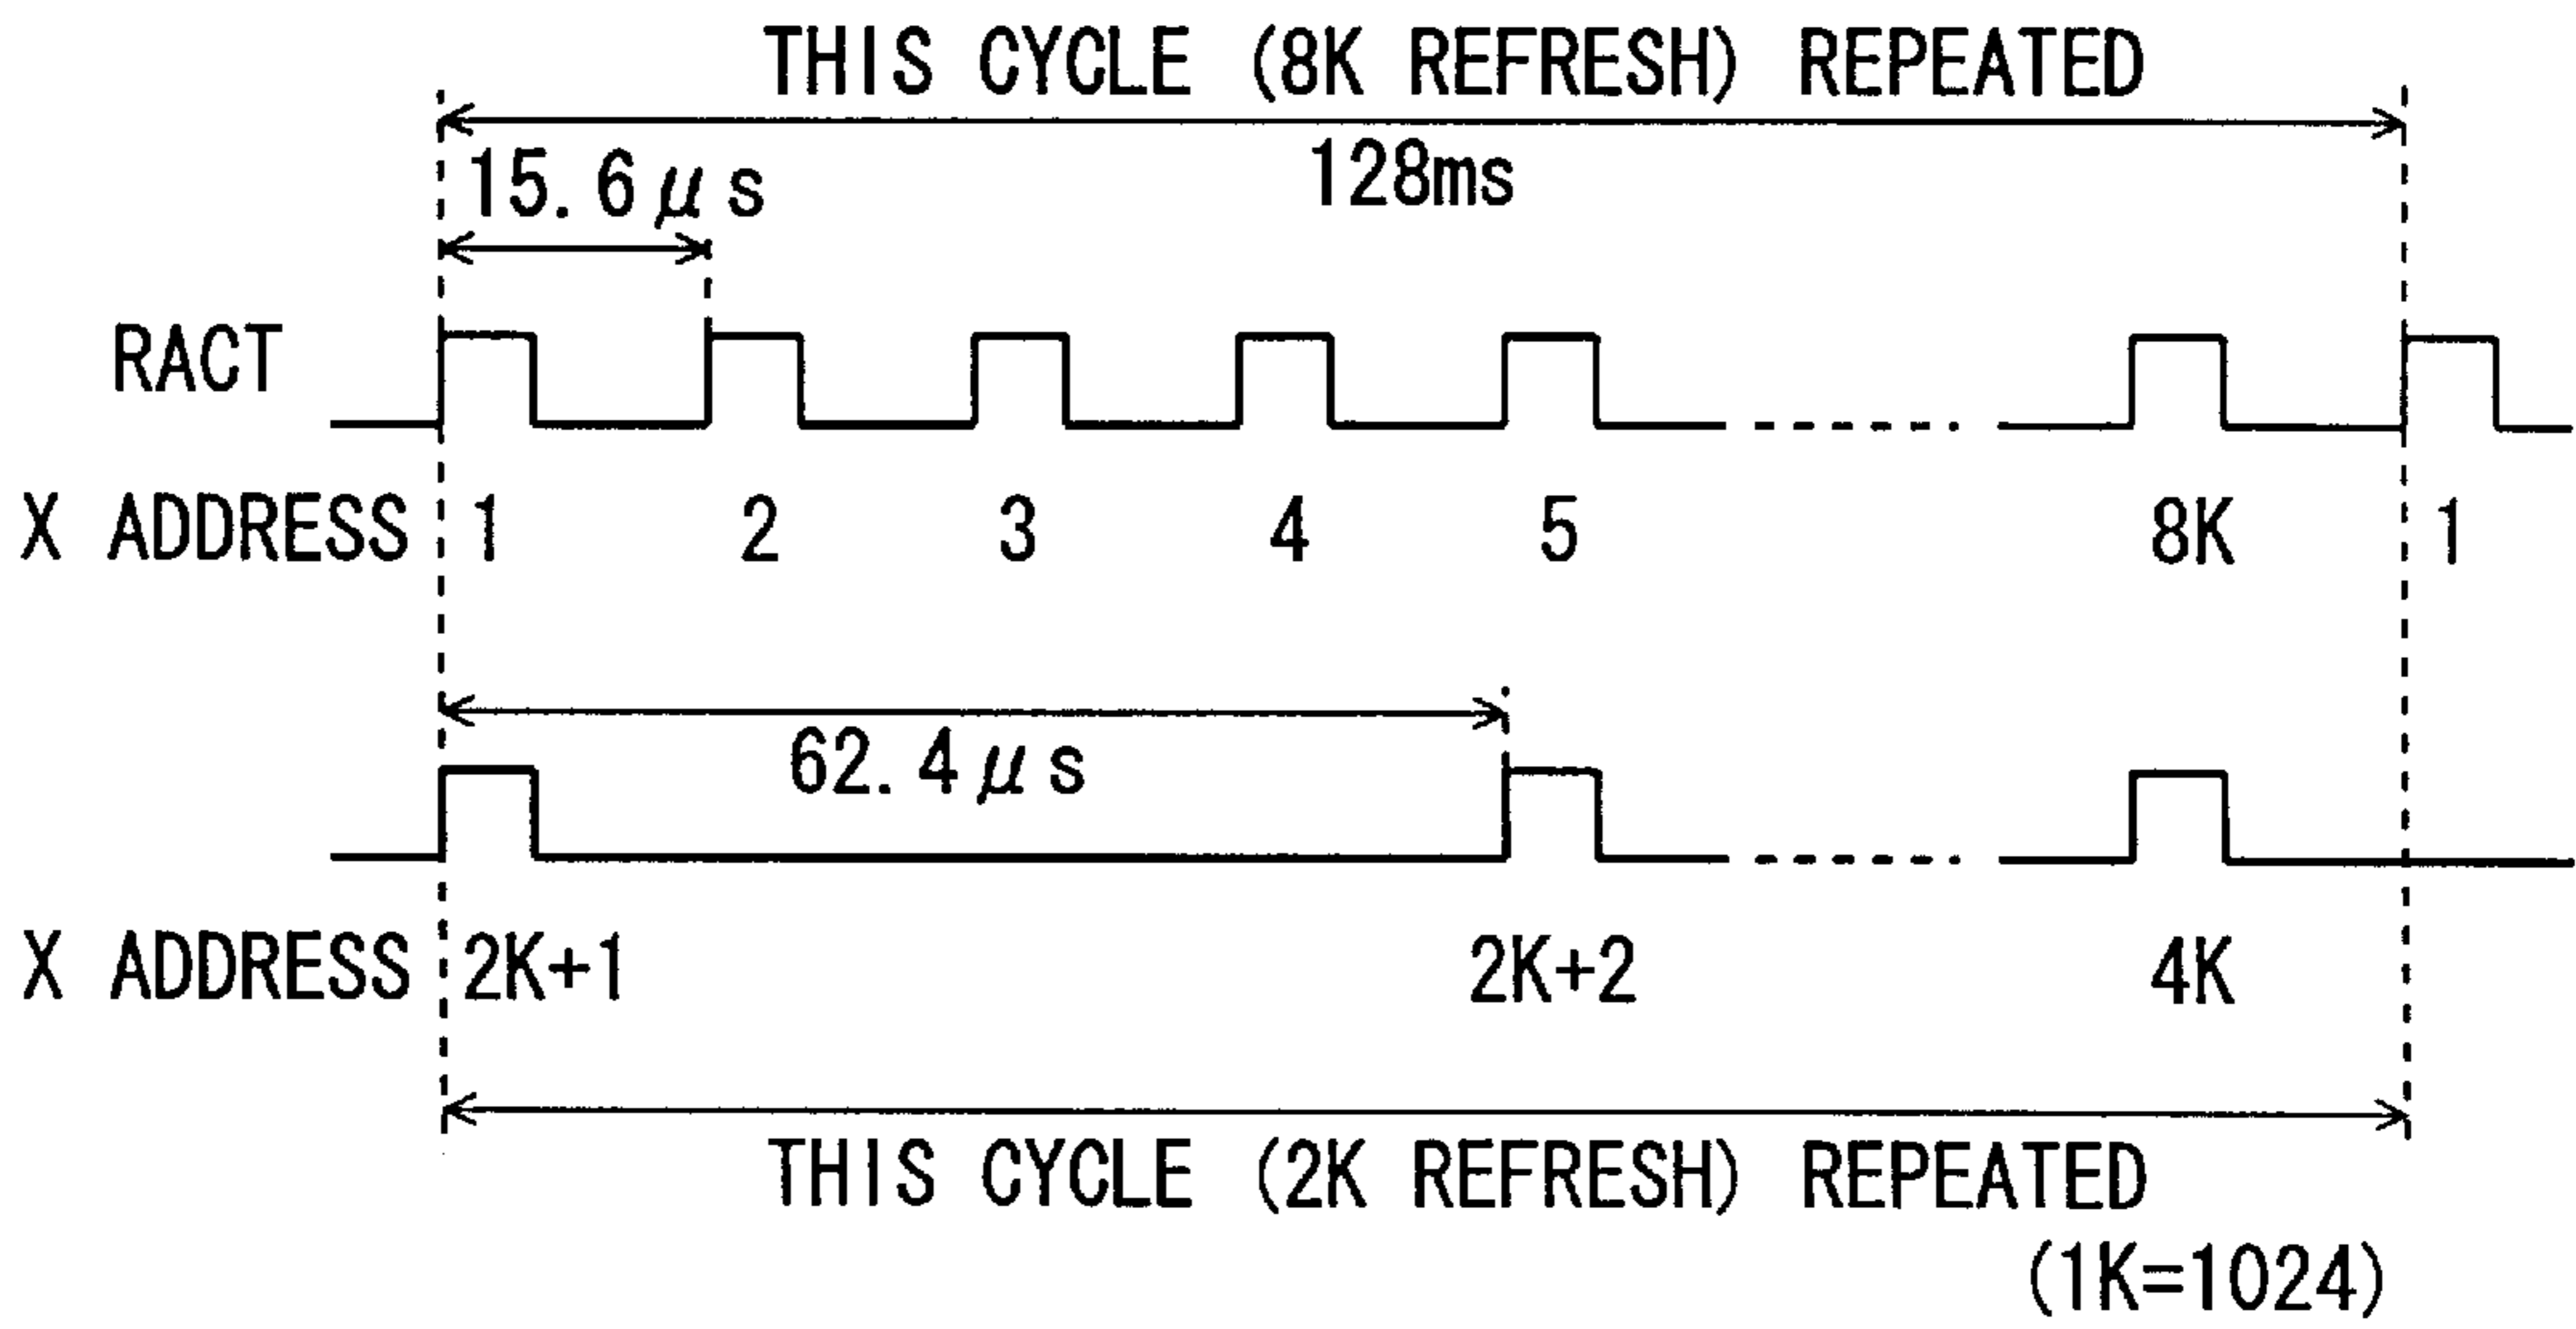 THIS CYCLE (8K REFRESH) REPEATED
128ms
15.6μs
RACT
X ADDRESS 1 2 3 4 5 8K 1
62.4μs
X ADDRESS 2K+1 2K+2 4K
THIS CYCLE (2K REFRESH) REPEATED
(1K=1024)